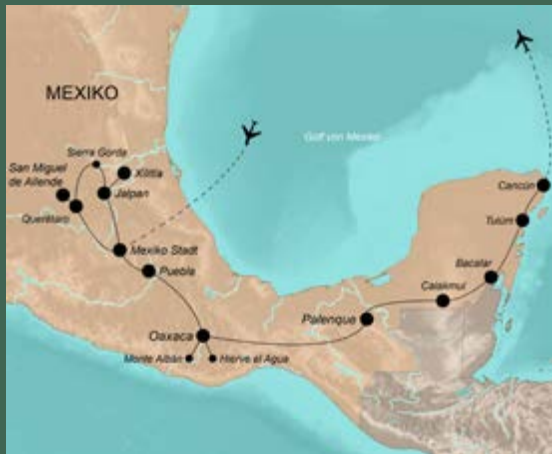 MEXIKO
Golf von Mexiko
Sierra Gorda
Xilitla
San Miguel
de Allende
Jalpan
Querétaro
Mexiko Stadt
Puebla
Oaxaca
Monte Albán
Hierve el Agua
Palenque
Calakmul
Bacalar
Tulúm
Cancún